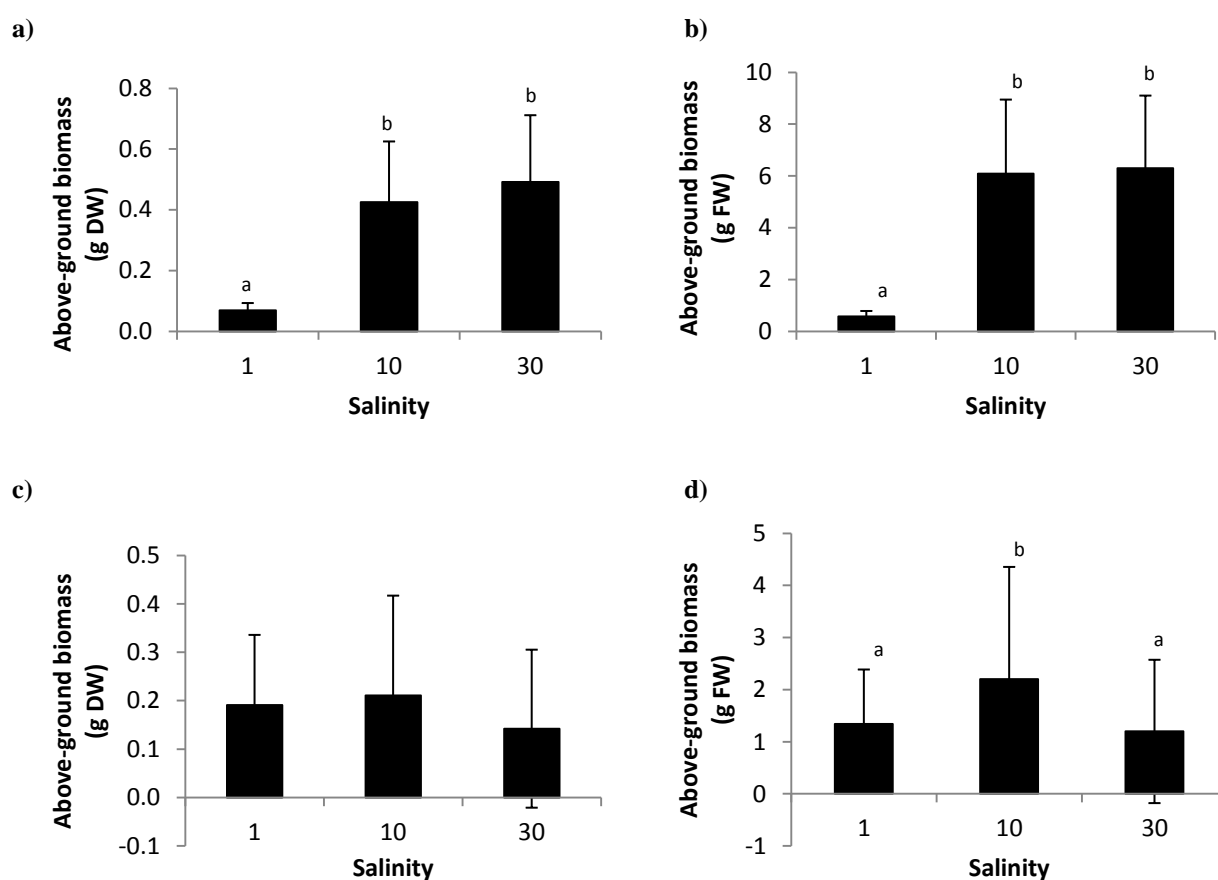 a)
Above-ground biomass
(g DW)
0.8
0.6
0.4
0.2
0.0
a
b
b
1 10 30
Salinity
b)
Above-ground biomass
(g FW)
10
8
6
4
2
0
a
b
b
1 10 30
Salinity
c)
Above-ground biomass
(g DW)
0.5
0.4
0.3
0.2
0.1
0.0
-0.1
1 10 30
Salinity
d)
Above-ground biomass
(g FW)
5
4
3
2
1
0
-1
a
b
a
1 10 30
Salinity